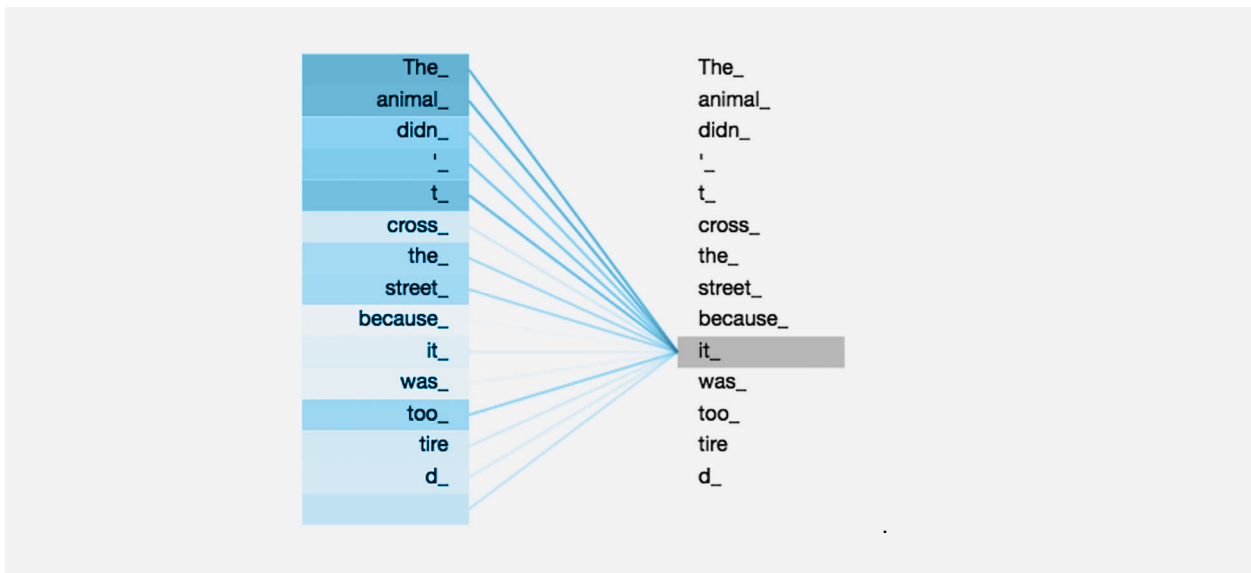 The_ The_
animal_ animal_
didn_ didn_
'_ '_
t_ t_
cross_ cross_
the_ the_
street_ street_
because_ because_
it_ it_
was_ was_
too_ too_
tire tire
d_ d_
.